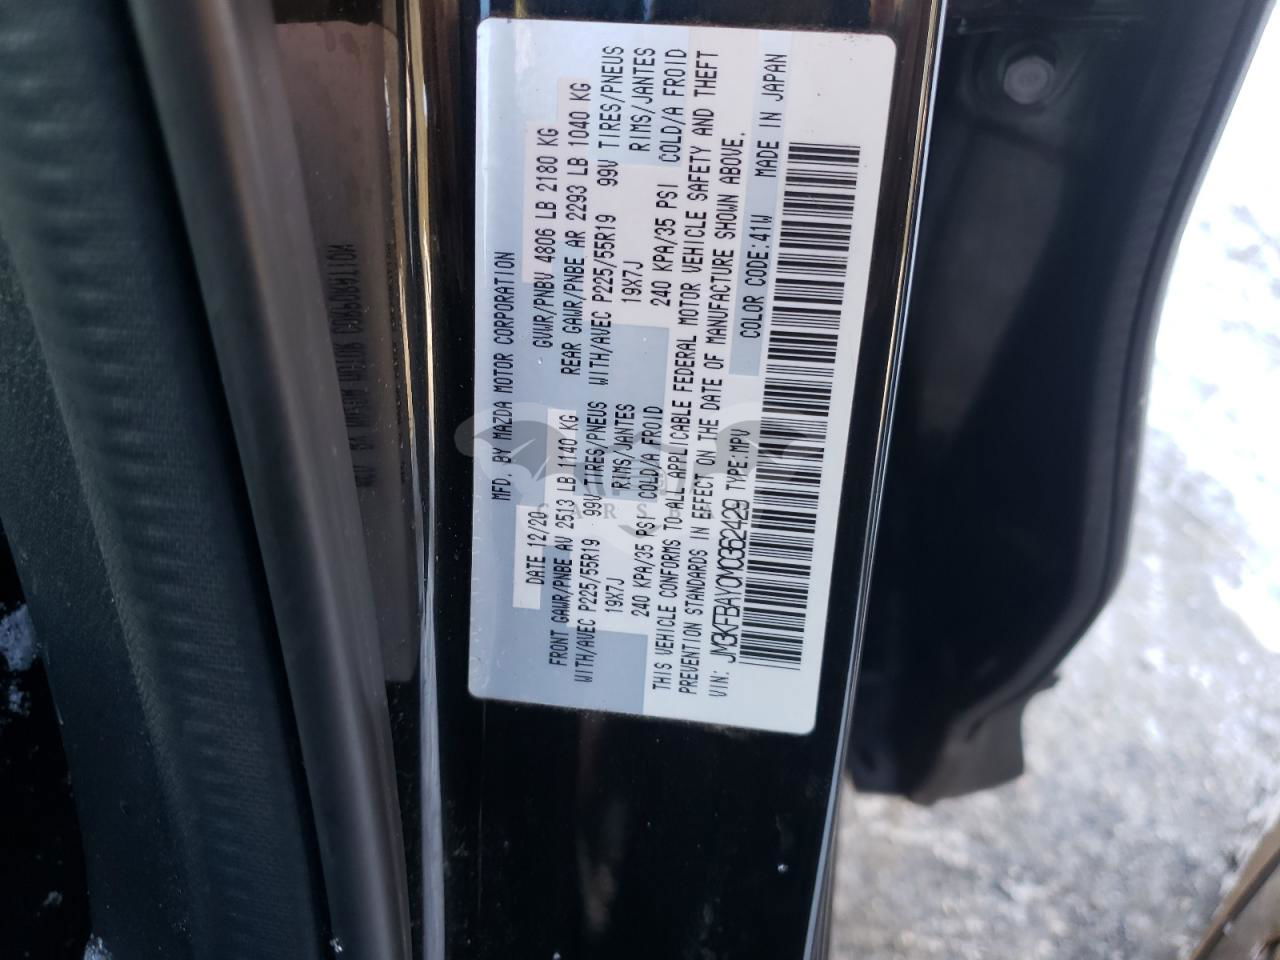 MFD. BY MAZDA MOTOR CORPORATION
DATE 12/20 GVWR/PNBV 4806 LB 2180 KG
FRONT GAWR/PNBE AV 2513 LB 1140 KG REAR GAWR/PNBE AR 2293 LB 1040 KG
WITH/AVEC P225/55R19 99V TIRES/PNEUS WITH/AVEC P225/55R19 99V TIRES/PNEUS
19X7J RIMS/JANTES 19X7J RIMS/JANTES
240 KPA/35 PSI COLD/A FROID 240 KPA/35 PSI COLD/A FROID
THIS VEHICLE CONFORMS TO ALL APPLICABLE FEDERAL MOTOR VEHICLE SAFETY AND THEFT
PREVENTION STANDARDS IN EFFECT ON THE DATE OF MANUFACTURE SHOWN ABOVE.
VIN: JM3KFBAY0M0362429 TYPE:MPV COLOR CODE:41W MADE IN JAPAN